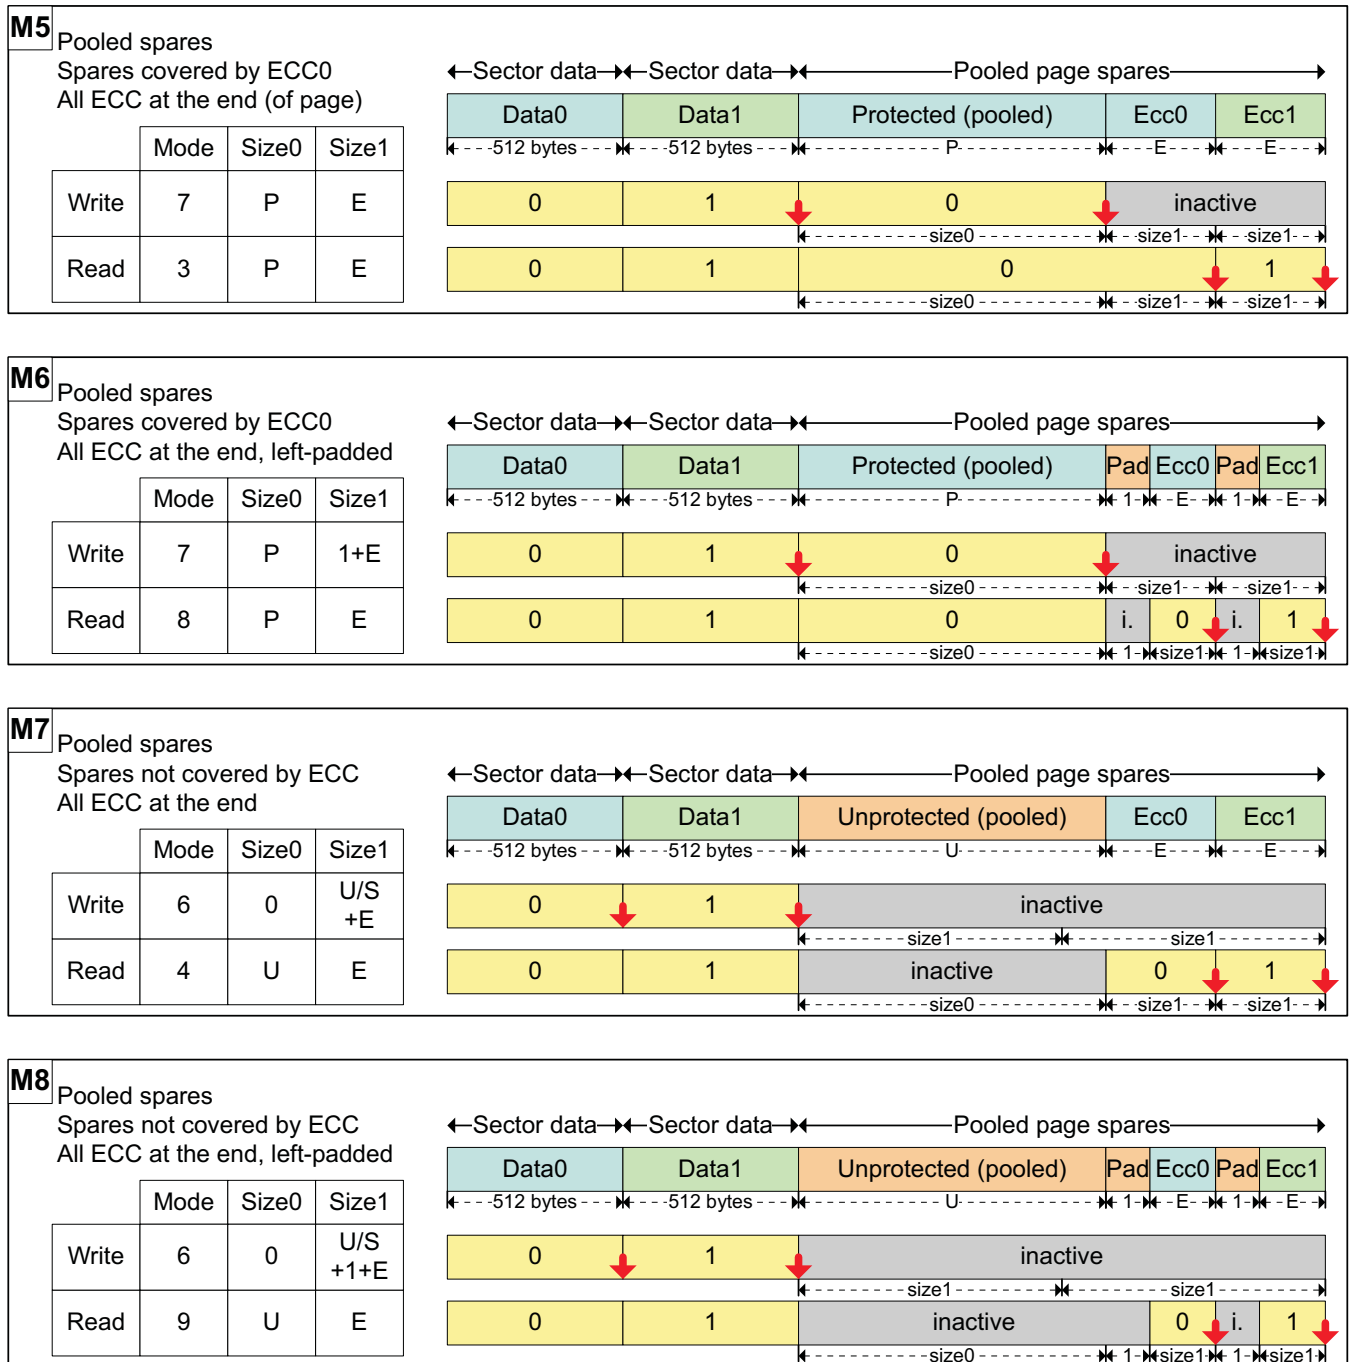 M5
Pooled spares
Spares covered by ECC0
All ECC at the end (of page)
Mode Size0 Size1
Write 7 P E
Read 3 P E
Sector data Sector data Pooled page spares
Data0 Data1 Protected (pooled) Ecc0 Ecc1
512 bytes 512 bytes P E E
0 1 0 inactive
size0 size1 size1
0 1 0 1
size0 size1 size1
M6
Pooled spares
Spares covered by ECC0
All ECC at the end, left-padded
Mode Size0 Size1
Write 7 P 1+E
Read 8 P E
Sector data Sector data Pooled page spares
Data0 Data1 Protected (pooled) Pad Ecc0 Pad Ecc1
512 bytes 512 bytes P 1 E 1 E
0 1 0 inactive
size0 size1 size1
0 1 0 i. 0 i. 1
size0 1 size1 1 size1
M7
Pooled spares
Spares not covered by ECC
All ECC at the end
Mode Size0 Size1
Write 6 0 U/S
+E
Read 4 U E
Sector data Sector data Pooled page spares
Data0 Data1 Unprotected (pooled) Ecc0 Ecc1
512 bytes 512 bytes U E E
0 1 inactive
size1 size1
0 1 inactive 0 1
size0 size1 size1
M8
Pooled spares
Spares not covered by ECC
All ECC at the end, left-padded
Mode Size0 Size1
Write 6 0 U/S
+1+E
Read 9 U E
Sector data Sector data Pooled page spares
Data0 Data1 Unprotected (pooled) Pad Ecc0 Pad Ecc1
512 bytes 512 bytes U 1 E 1 E
0 1 inactive
size1 size1
0 1 inactive 0 i. 1
size0 1 size1 1 size1